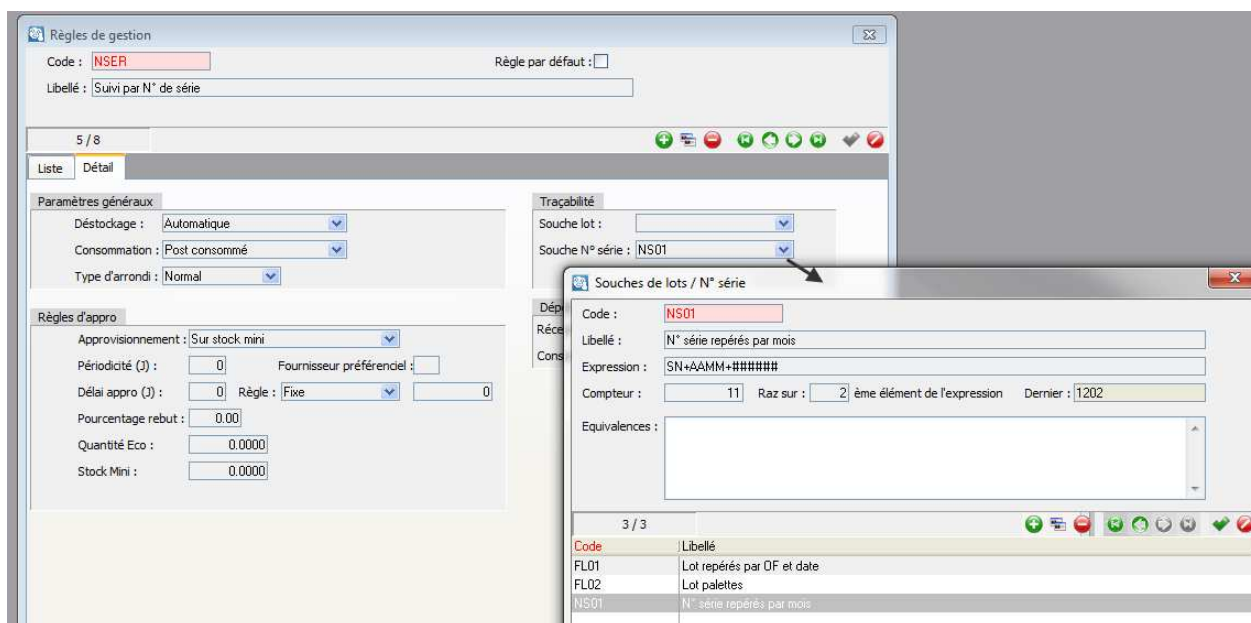 Règles de gestion
Code : NSER Règle par défaut :
Libellé : Suivi par N° de série
5 / 8
Liste Détail
Paramètres généraux
Déstockage : Automatique
Consommation : Post consommé
Type d'arrondi : Normal
Traçabilité
Souche lot :
Souche N° série : NS01
Règles d'appro
Approvisionnement : Sur stock mini
Périodicité (J) : 0 Fournisseur préférenciel :
Délai appro (J) : 0 Règle : Fixe 0
Pourcentage rebut : 0.00
Quantité Eco : 0.0000
Stock Mini : 0.0000
Dép
Réce
Cons
Souches de lots / N° série
Code : NS01
Libellé : N° série repérés par mois
Expression : SN+AAMM+######
Compteur : 11 Raz sur : 2 ème élément de l'expression Dernier : 1202
Equivalences :
3 / 3
Code Libellé
FL01 Lot repérés par OF et date
FL02 Lot palettes
NS01 N° série repérés par mois